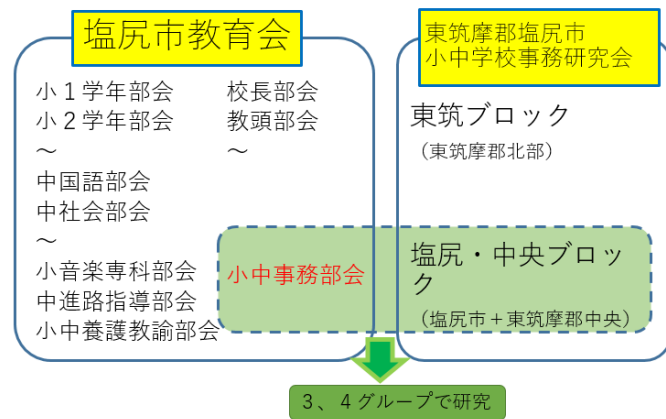 塩尻市教育会
小１学年部会
小２学年部会
～
中国語部会
中社会部会
～
小音楽専科部会
中進路指導部会
小中養護教諭部会
校長部会
教頭部会
～
小中事務部会
東筑摩郡塩尻市
小中学校事務研究会
東筑ブロック
（東筑摩郡北部）
塩尻・中央ブロッ
ク
（塩尻市＋東筑摩郡中央）
３、４グループで研究